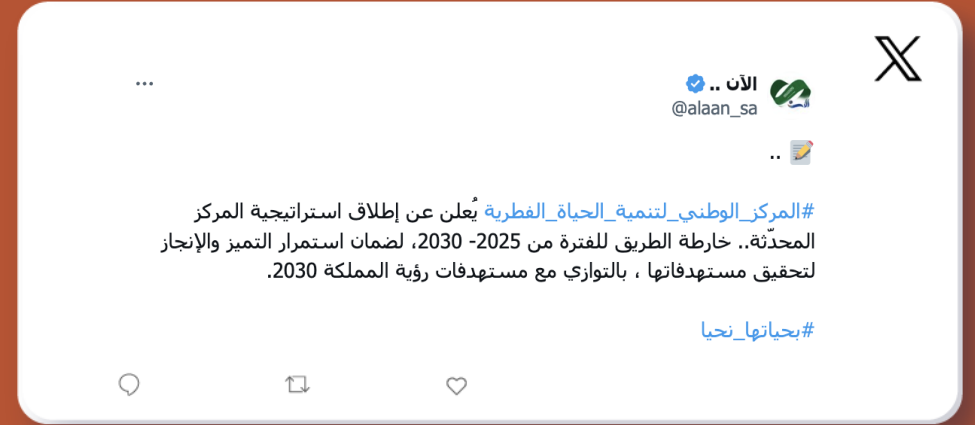 الآن ..
@alaan_sa
📝 ..
#المركز_الوطني_لتنمية_الحياة_الفطرية يُعلن عن إطلاق استراتيجية المركز
المحدّثة.. خارطة الطريق للفترة من 2025- 2030، لضمان استمرار التميز والإنجاز
لتحقيق مستهدفاتها ، بالتوازي مع مستهدفات رؤية المملكة 2030.
#بحياتها_نحيا